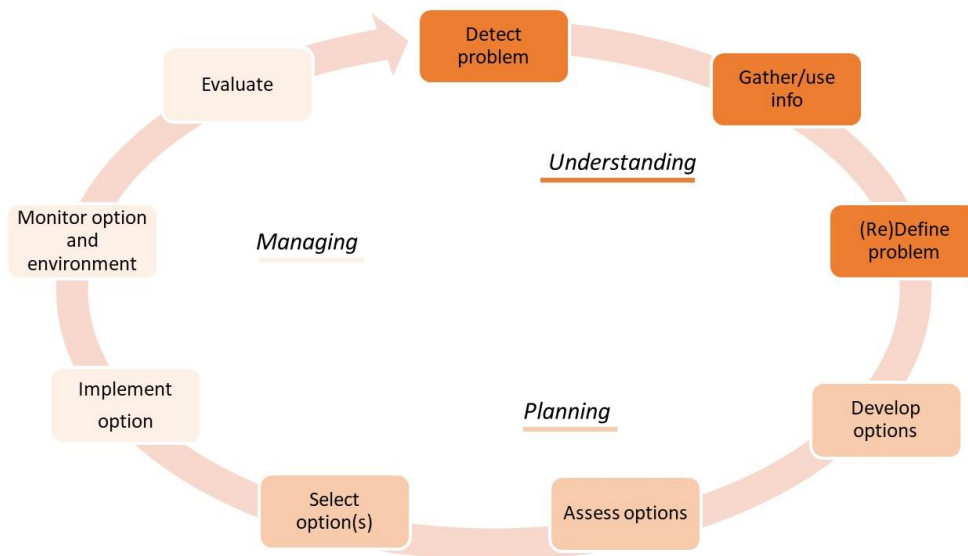 Detect
problem
Gather/use
info
(Re)Define
problem
Develop
options
Assess options
Select
option(s)
Implement
option
Monitor option
and
environment
Evaluate
Understanding
Planning
Managing